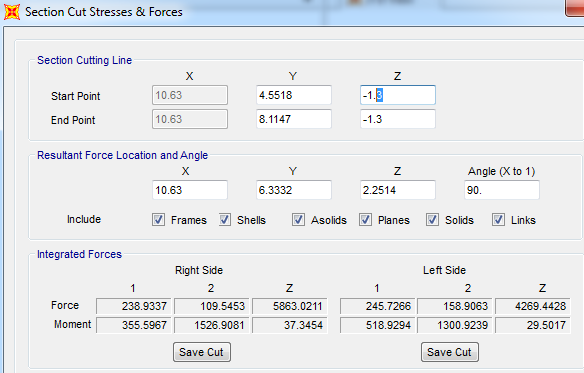 Section Cut Stresses & Forces
Section Cutting Line
X Y Z
Start Point 10.63 4.5518 -1.3
End Point 10.63 8.1147 -1.3
Resultant Force Location and Angle
X Y Z Angle (X to 1)
10.63 6.3332 2.2514 90.
Include Frames Shells Asolids Planes Solids Links
Integrated Forces
Right Side Left Side
1 2 Z 1 2 Z
Force 238.9337 109.5453 5863.0211 245.7266 158.9063 4269.4428
Moment 355.5967 1526.9081 37.3454 518.9294 1300.9239 29.5017
Save Cut Save Cut